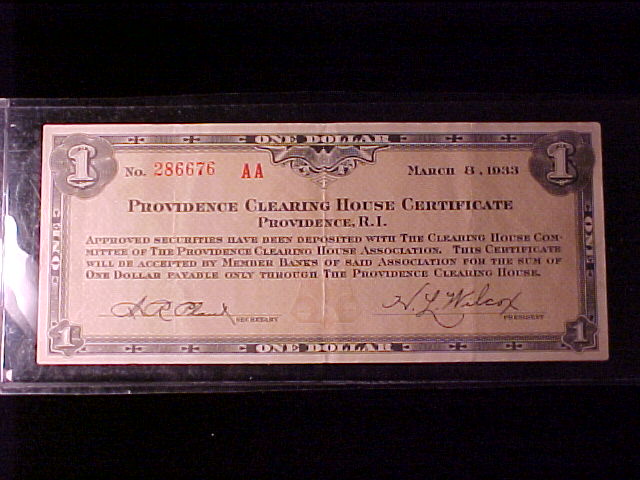 ONE DOLLAR
1 1
No. 286676 AA MARCH 8, 1933
PROVIDENCE CLEARING HOUSE CERTIFICATE
PROVIDENCE, R.I.
APPROVED SECURITIES HAVE BEEN DEPOSITED WITH THE CLEARING HOUSE COM-
MITTEE OF THE PROVIDENCE CLEARING HOUSE ASSOCIATION. THIS CERTIFICATE
WILL BE ACCEPTED BY MEMBER BANKS OF SAID ASSOCIATION FOR THE SUM OF
ONE DOLLAR PAYABLE ONLY THROUGH THE PROVIDENCE CLEARING HOUSE.
ONE ONE
H L Wilcox
SECRETARY PRESIDENT
1 1
ONE DOLLAR